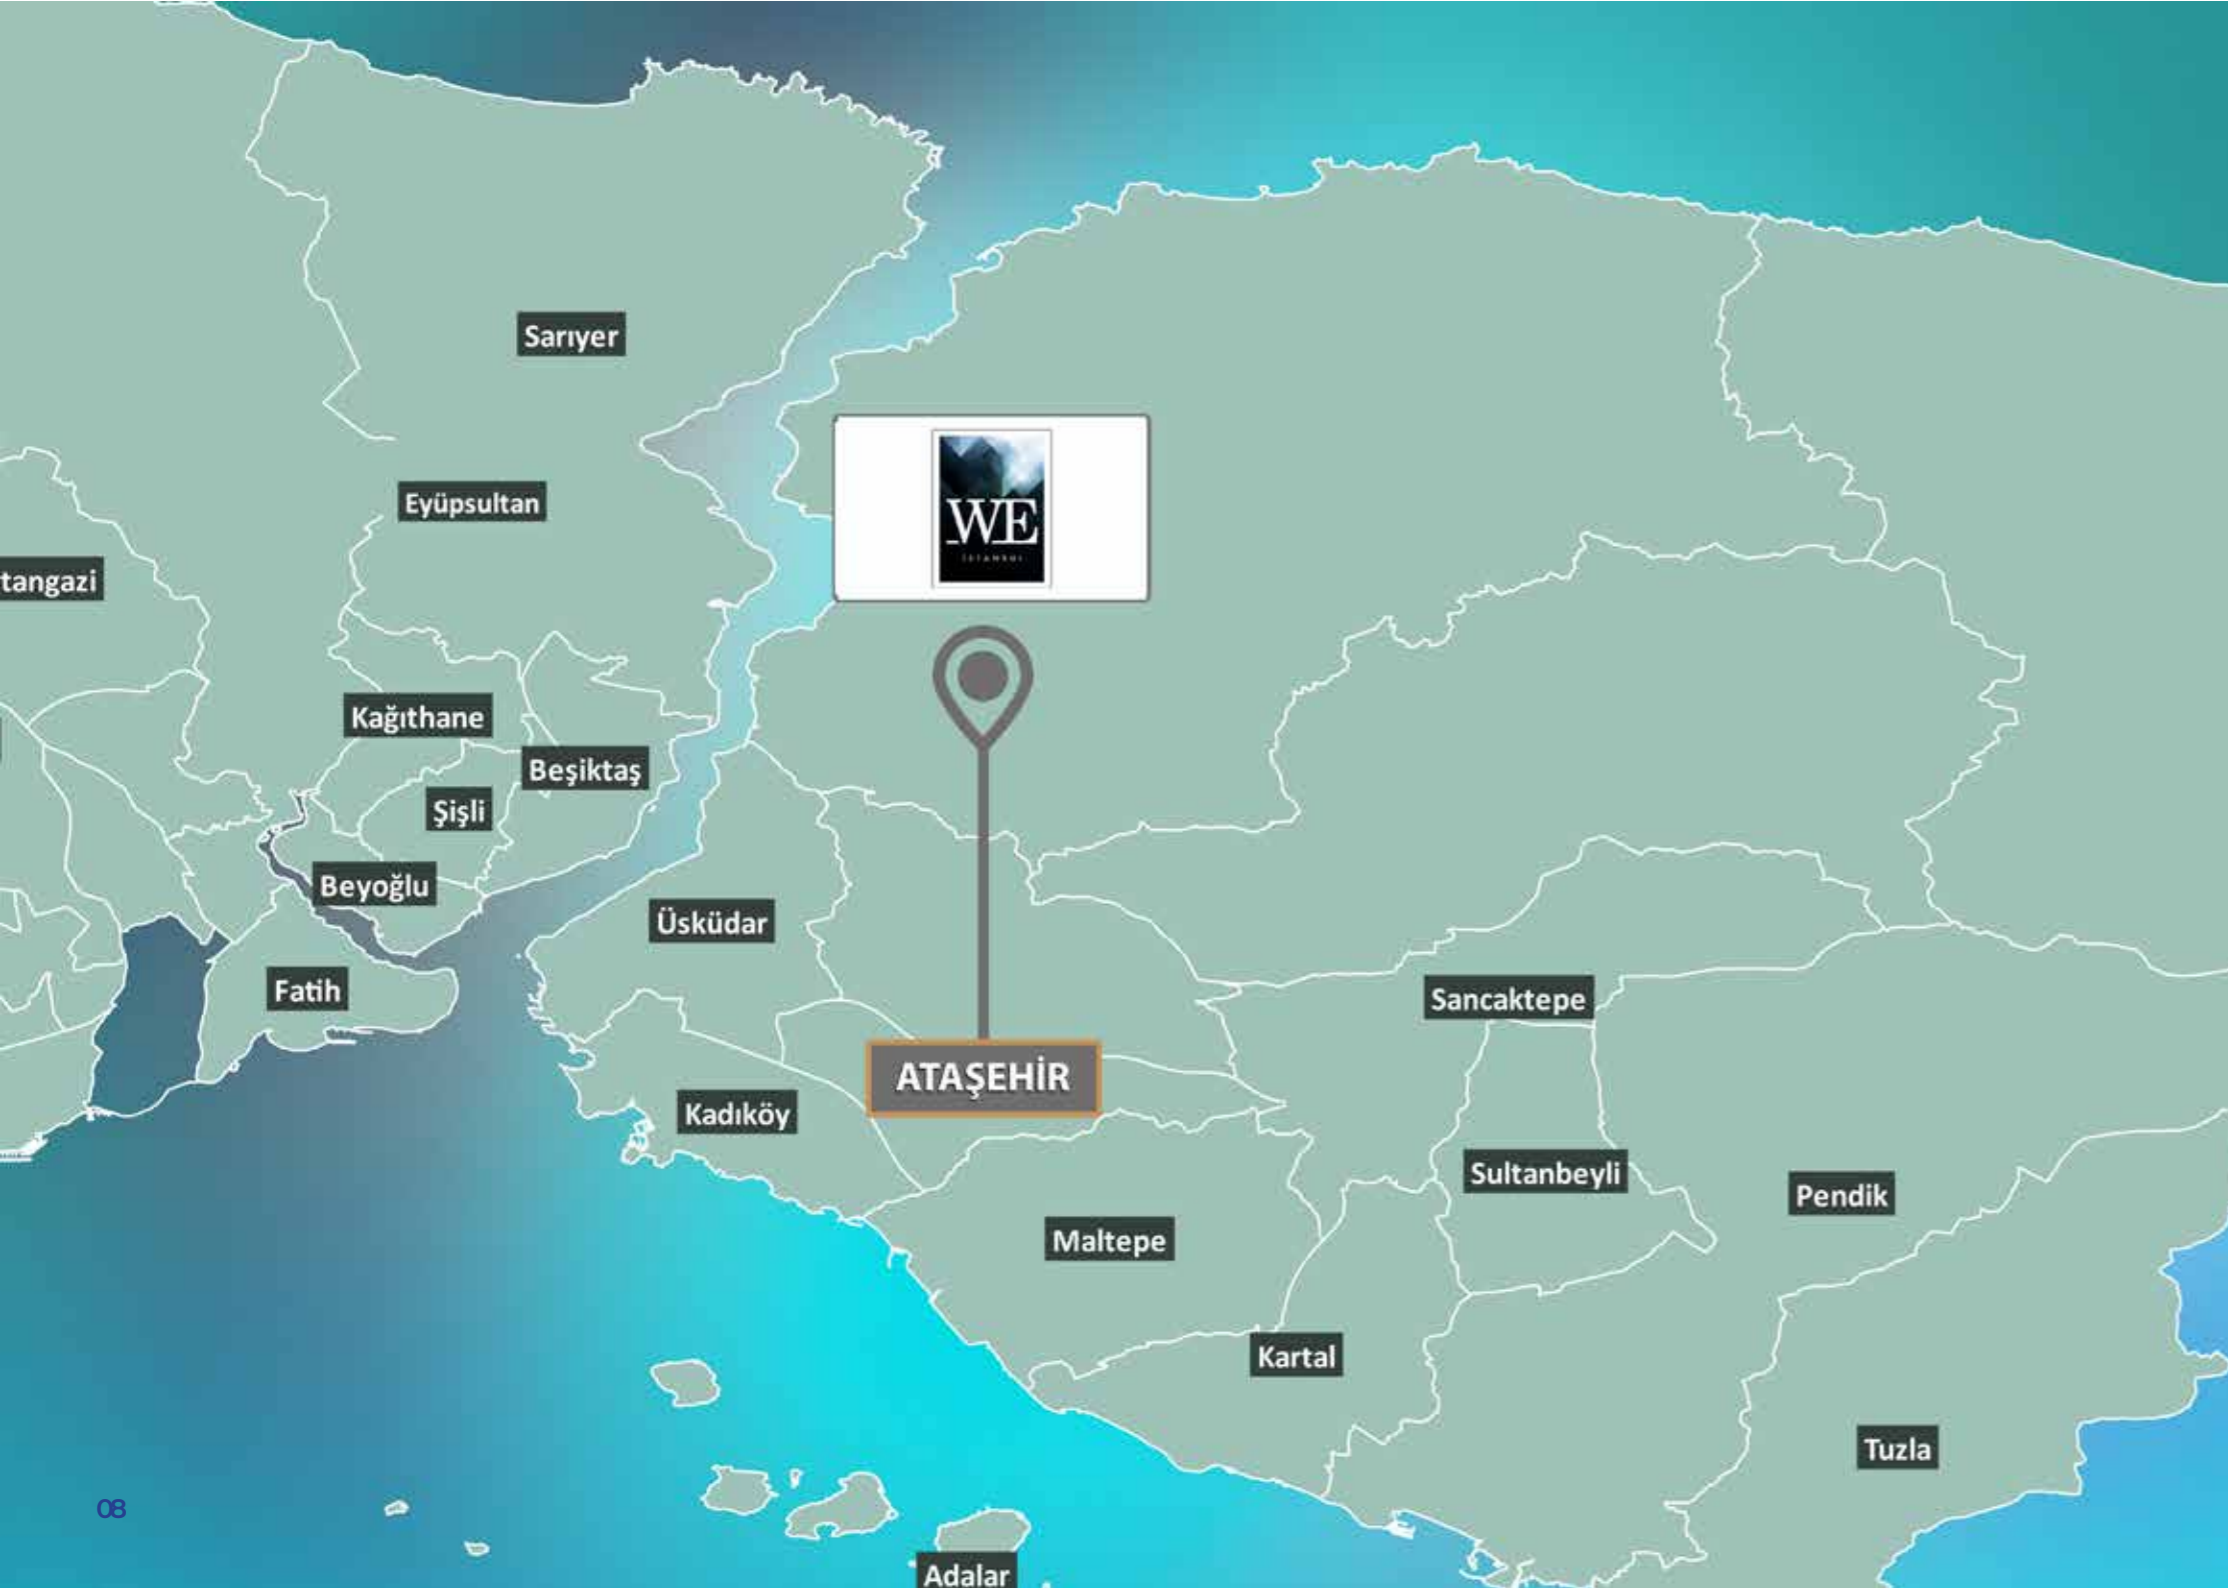 Sarıyer
Eyüpsultan
WE
ISTANBUL
tangazi
Kağıthane
Beşiktaş
Şişli
Beyoğlu
Üsküdar
Fatih
Sancaktepe
ATAŞEHİR
Kadıköy
Sultanbeyli
Pendik
Maltepe
Kartal
Tuzla
08
Adalar